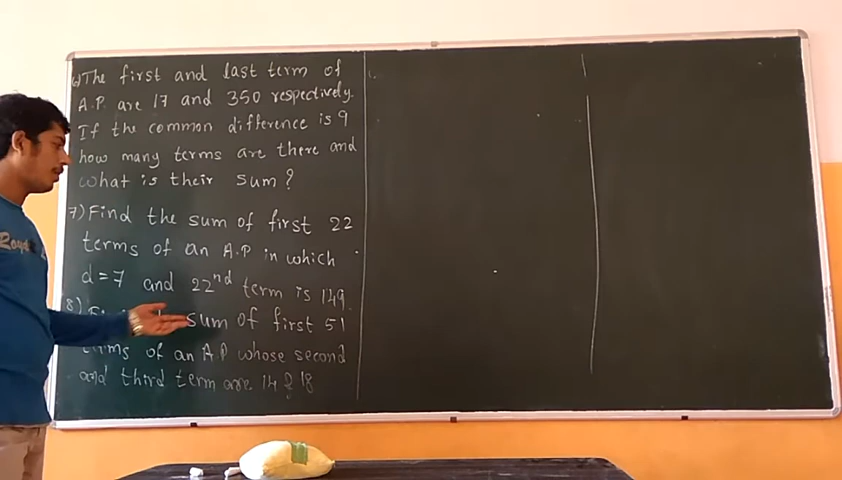 6) The first and last term of
A.P. are 17 and 350 respectively.
If the common difference is 9
how many terms are there and
what is their sum?
7) Find the sum of first 22
terms of an A.P in which
d = 7 and 22nd term is 149.
8) sum of first 51
terms of an A.P whose second
and third term are 14 & 18
Royal